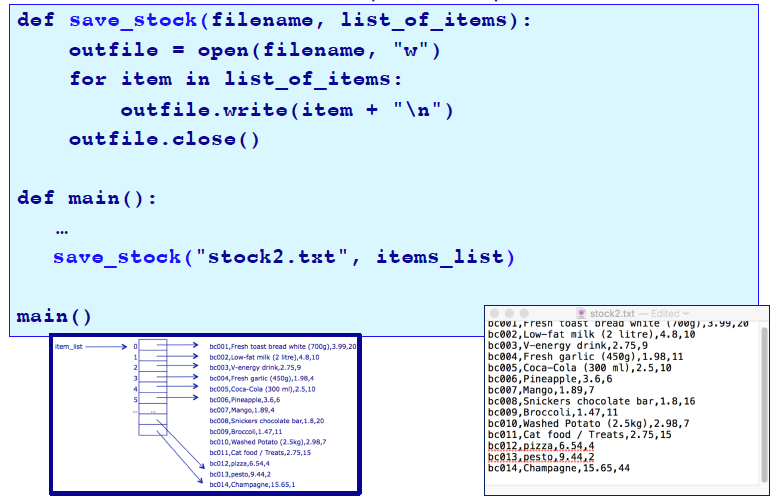 def save_stock(filename, list_of_items):
outfile = open(filename, "w")
for item in list_of_items:
outfile.write(item + "\n")
outfile.close()
def main():
…
save_stock("stock2.txt", items_list)
main()
item_list
0
1
2
3
4
5
...
...
bc001,Fresh toast bread white (700g),3.99,20
bc002,Low-fat milk (2 litre),4.8,10
bc003,V-energy drink,2.75,9
bc004,Fresh garlic (450g),1.98,4
bc005,Coca-Cola (300 ml),2.5,10
bc006,Pineapple,3.6,6
bc007,Mango,1.89,4
bc008,Snickers chocolate bar,1.8,20
bc009,Broccoli,1.47,11
bc010,Washed Potato (2.5kg),2.98,7
bc011,Cat food / Treats,2.75,15
bc012,pizza,6.54,4
bc013,pesto,9.44,2
bc014,Champagne,15.65,1
stock2.txt — Edited
bc001,Fresh toast bread white (700g),3.99,20
bc002,Low-fat milk (2 litre),4.8,10
bc003,V-energy drink,2.75,9
bc004,Fresh garlic (450g),1.98,11
bc005,Coca-Cola (300 ml),2.5,10
bc006,Pineapple,3.6,6
bc007,Mango,1.89,7
bc008,Snickers chocolate bar,1.8,16
bc009,Broccoli,1.47,11
bc010,Washed Potato (2.5kg),2.98,7
bc011,Cat food / Treats,2.75,15
bc012,pizza,6.54,4
bc013,pesto,9.44,2
bc014,Champagne,15.65,44